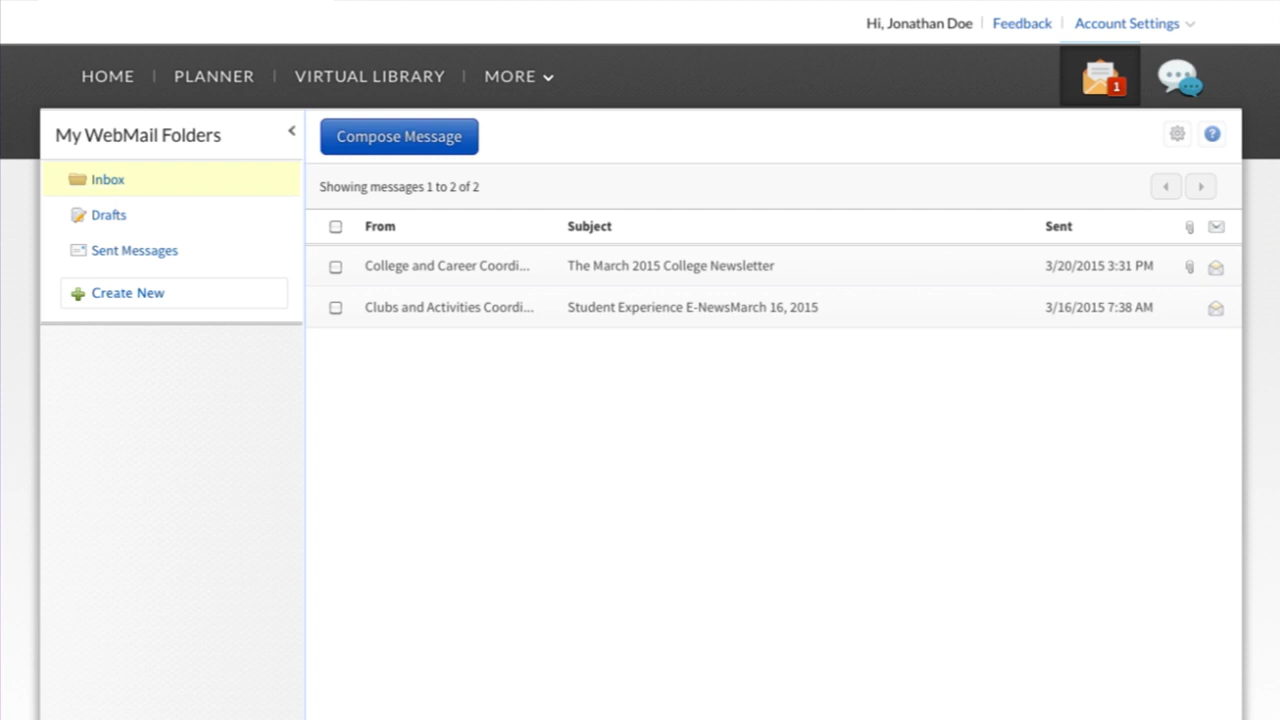 Hi, Jonathan Doe | Feedback | Account Settings
HOME | PLANNER | VIRTUAL LIBRARY | MORE
1
My WebMail Folders
Inbox
Drafts
Sent Messages
Create New
Compose Message
?
Showing messages 1 to 2 of 2
From Subject Sent
College and Career Coordi... The March 2015 College Newsletter 3/20/2015 3:31 PM
Clubs and Activities Coordi... Student Experience E-NewsMarch 16, 2015 3/16/2015 7:38 AM